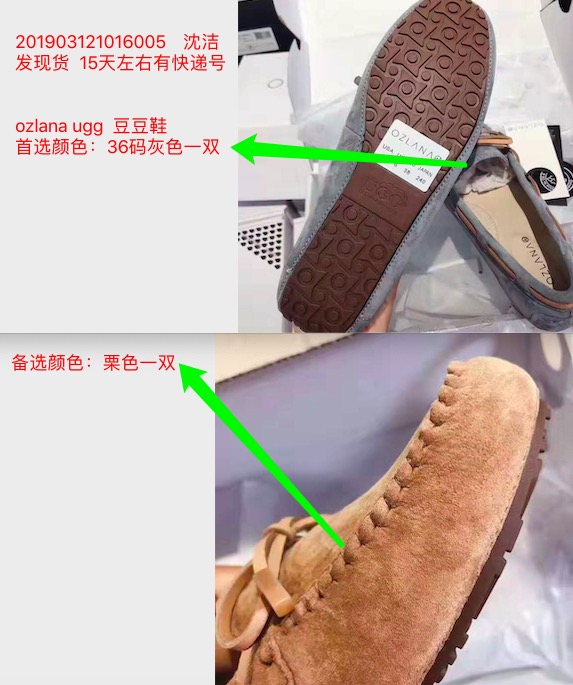 201903121016005 沈洁
发现货 15天左右有快递号
ozlana ugg 豆豆鞋
首选颜色：36码灰色一双
OZLANA®
USA JAPAN
38 240
OZLANA
备选颜色：栗色一双